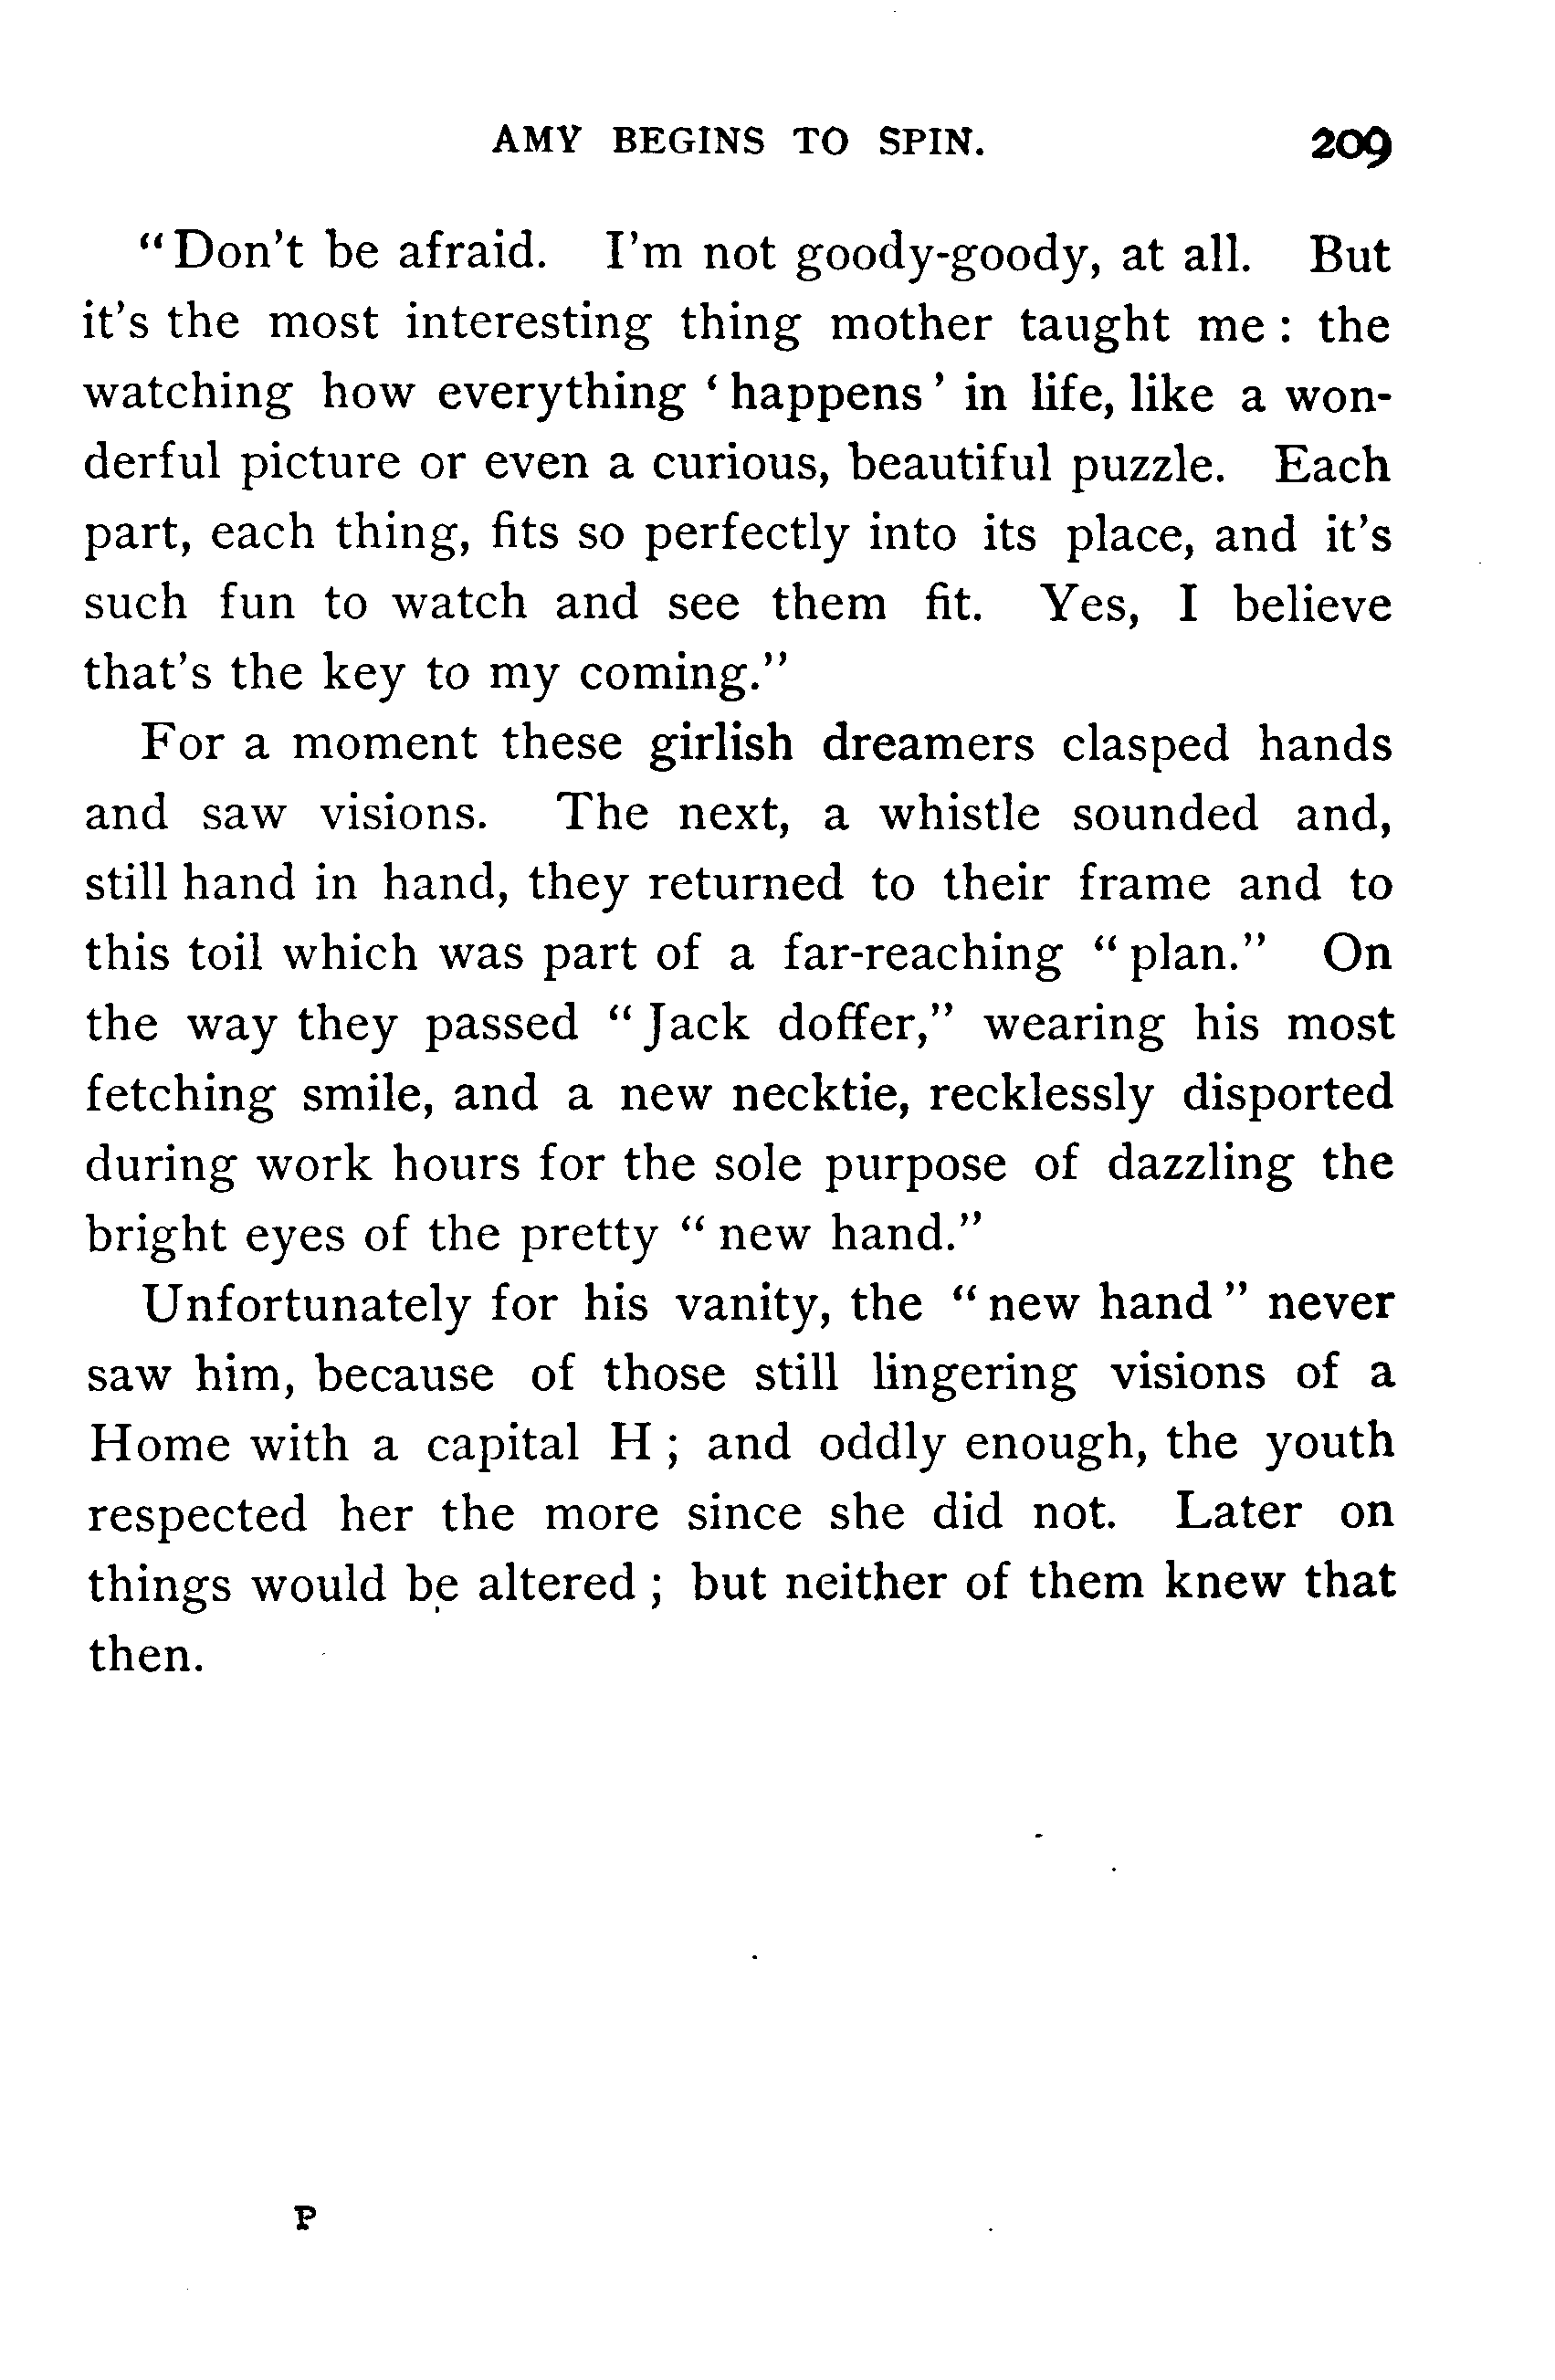 AMY BEGINS TO SPIN. 209
"Don't be afraid. I'm not goody-goody, at all. But
it's the most interesting thing mother taught me : the
watching how everything 'happens' in life, like a won-
derful picture or even a curious, beautiful puzzle. Each
part, each thing, fits so perfectly into its place, and it's
such fun to watch and see them fit. Yes, I believe
that's the key to my coming."
For a moment these girlish dreamers clasped hands
and saw visions. The next, a whistle sounded and,
still hand in hand, they returned to their frame and to
this toil which was part of a far-reaching "plan." On
the way they passed "Jack doffer," wearing his most
fetching smile, and a new necktie, recklessly disported
during work hours for the sole purpose of dazzling the
bright eyes of the pretty "new hand."
Unfortunately for his vanity, the "new hand" never
saw him, because of those still lingering visions of a
Home with a capital H ; and oddly enough, the youth
respected her the more since she did not. Later on
things would be altered ; but neither of them knew that
then.
P